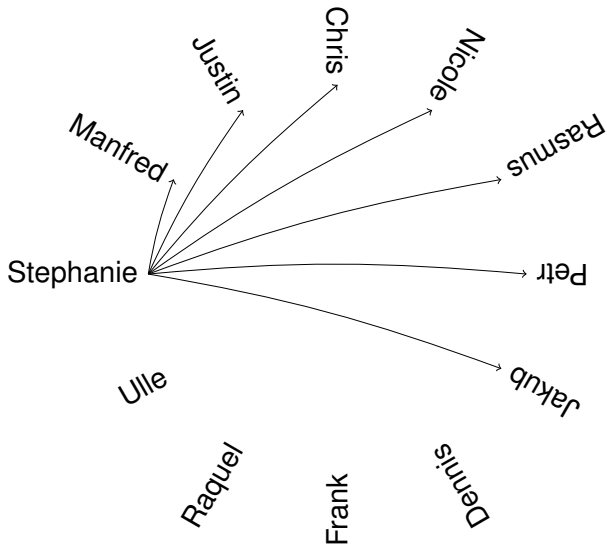 Chris
Justin
Nicole
Manfred
Rasmus
Stephanie
Petr
Ulle
Jakub
Raquel
Frank
Dennis